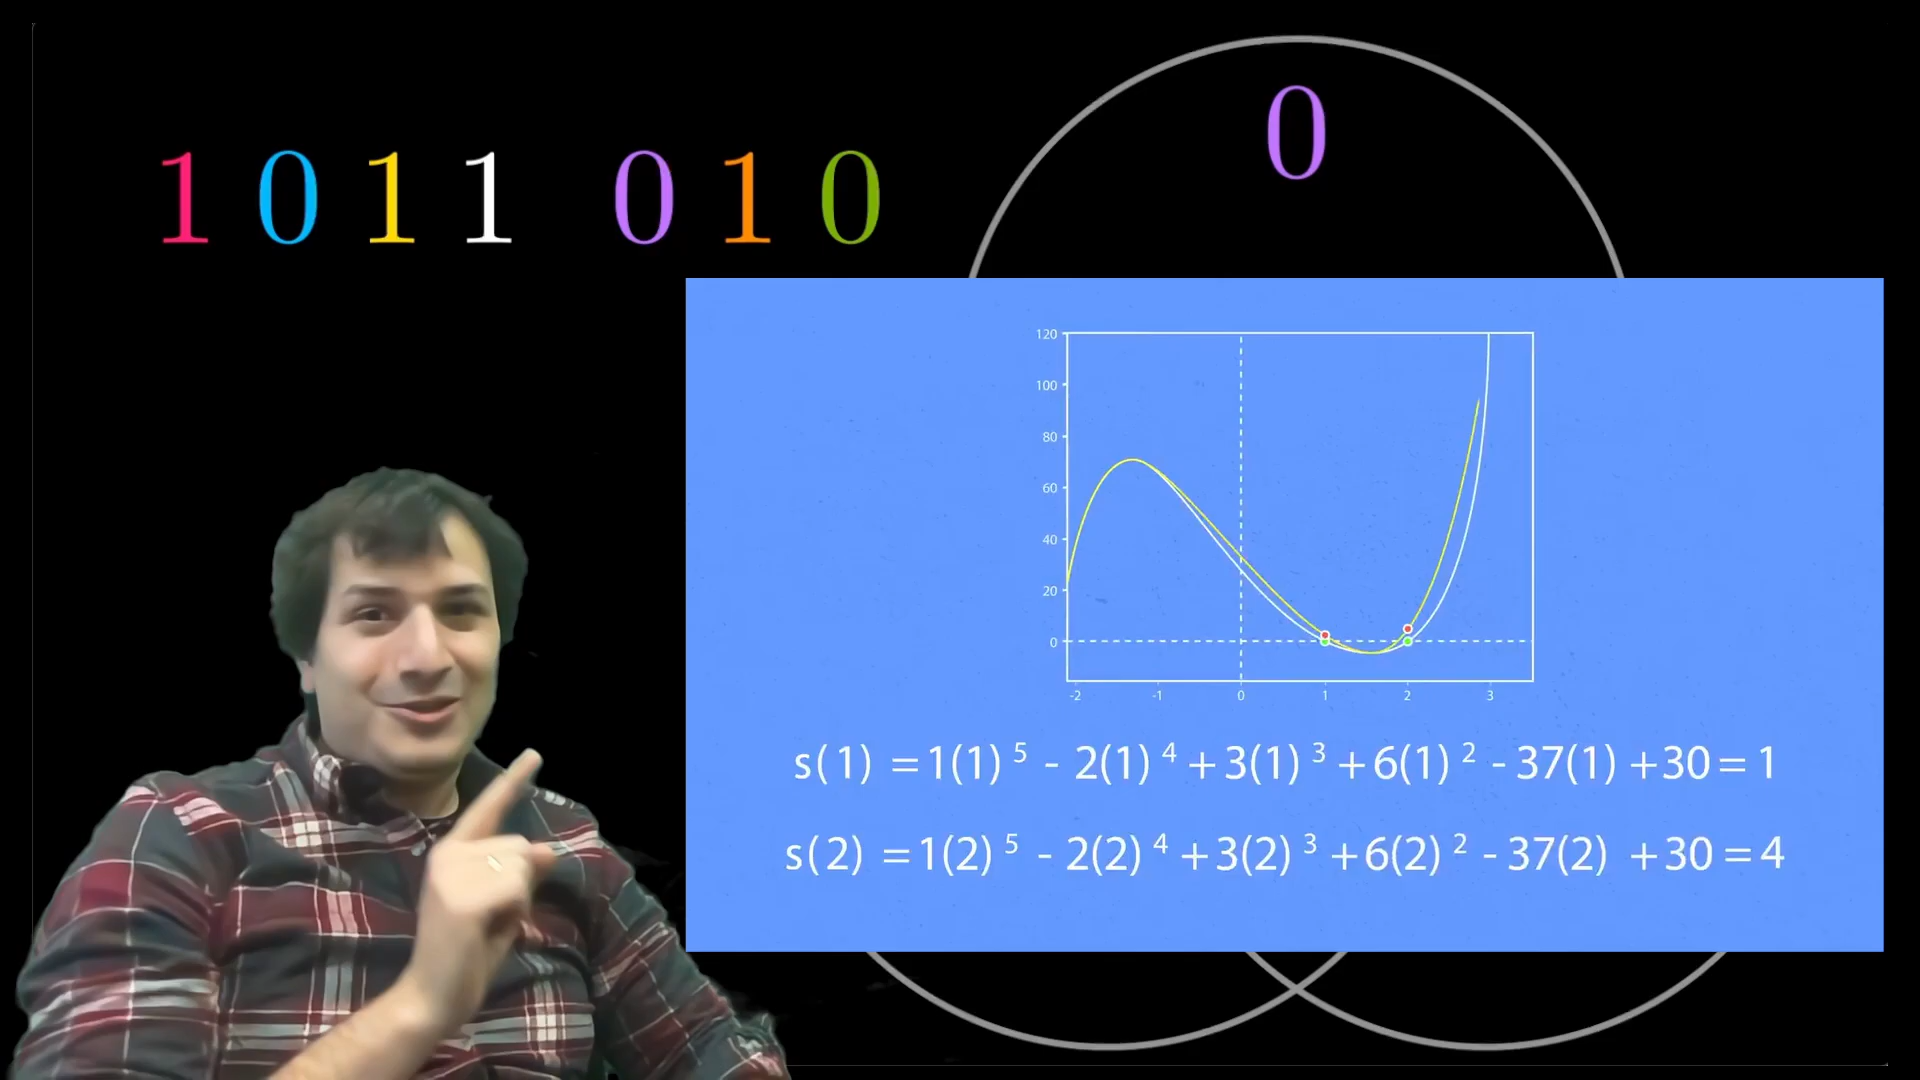 1 0 1 1 0 1 0
0
120
100
80
60
40
20
0
-2 -1 0 1 2 3
s(1) = 1(1)⁵ - 2(1)⁴ + 3(1)³ + 6(1)² - 37(1) + 30 = 1
s(2) = 1(2)⁵ - 2(2)⁴ + 3(2)³ + 6(2)² - 37(2) + 30 = 4